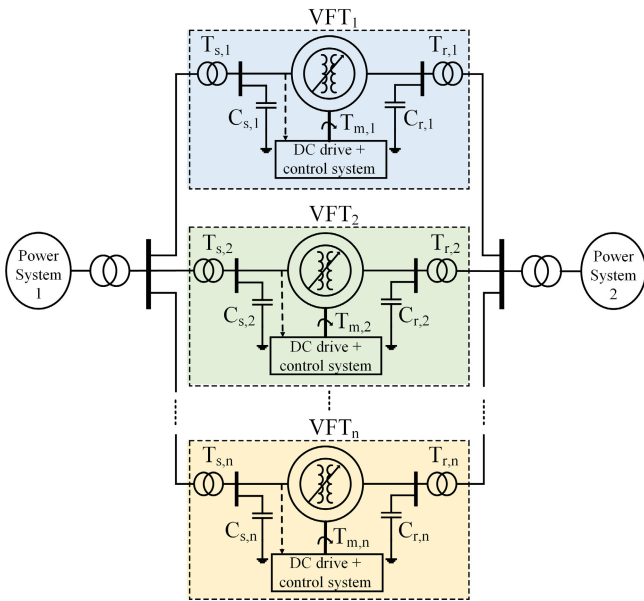 VFT1
Ts,1
Tr,1
Cs,1
Tm,1
Cr,1
DC drive +
control system
VFT2
Ts,2
Tr,2
Power
System
1
Power
System
2
Cs,2
Tm,2
Cr,2
DC drive +
control system
VFTn
Ts,n
Tr,n
Cs,n
Tm,n
Cr,n
DC drive +
control system